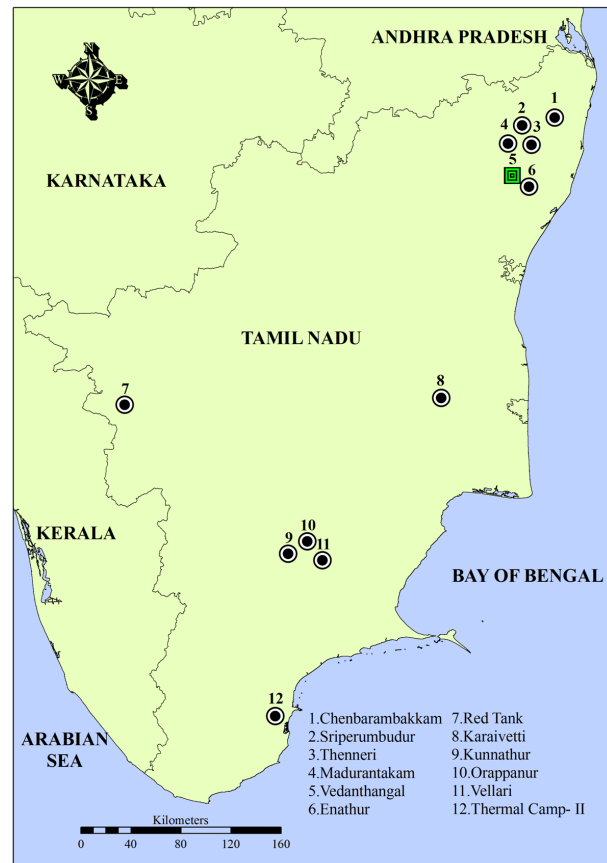 ANDHRA PRADESH
N
W E
S
1
2
4 3
5
6
KARNATAKA
TAMIL NADU
7
8
KERALA
10
9
11
BAY OF BENGAL
12
ARABIAN
SEA
1.Chenbarambakkam 7.Red Tank
2.Sriperumbudur 8.Karaivetti
3.Thenneri 9.Kunnathur
4.Madurantakam 10.Orappanur
5.Vedanthangal 11.Vellari
6.Enathur 12.Thermal Camp- II
Kilometers
0 40 80 160